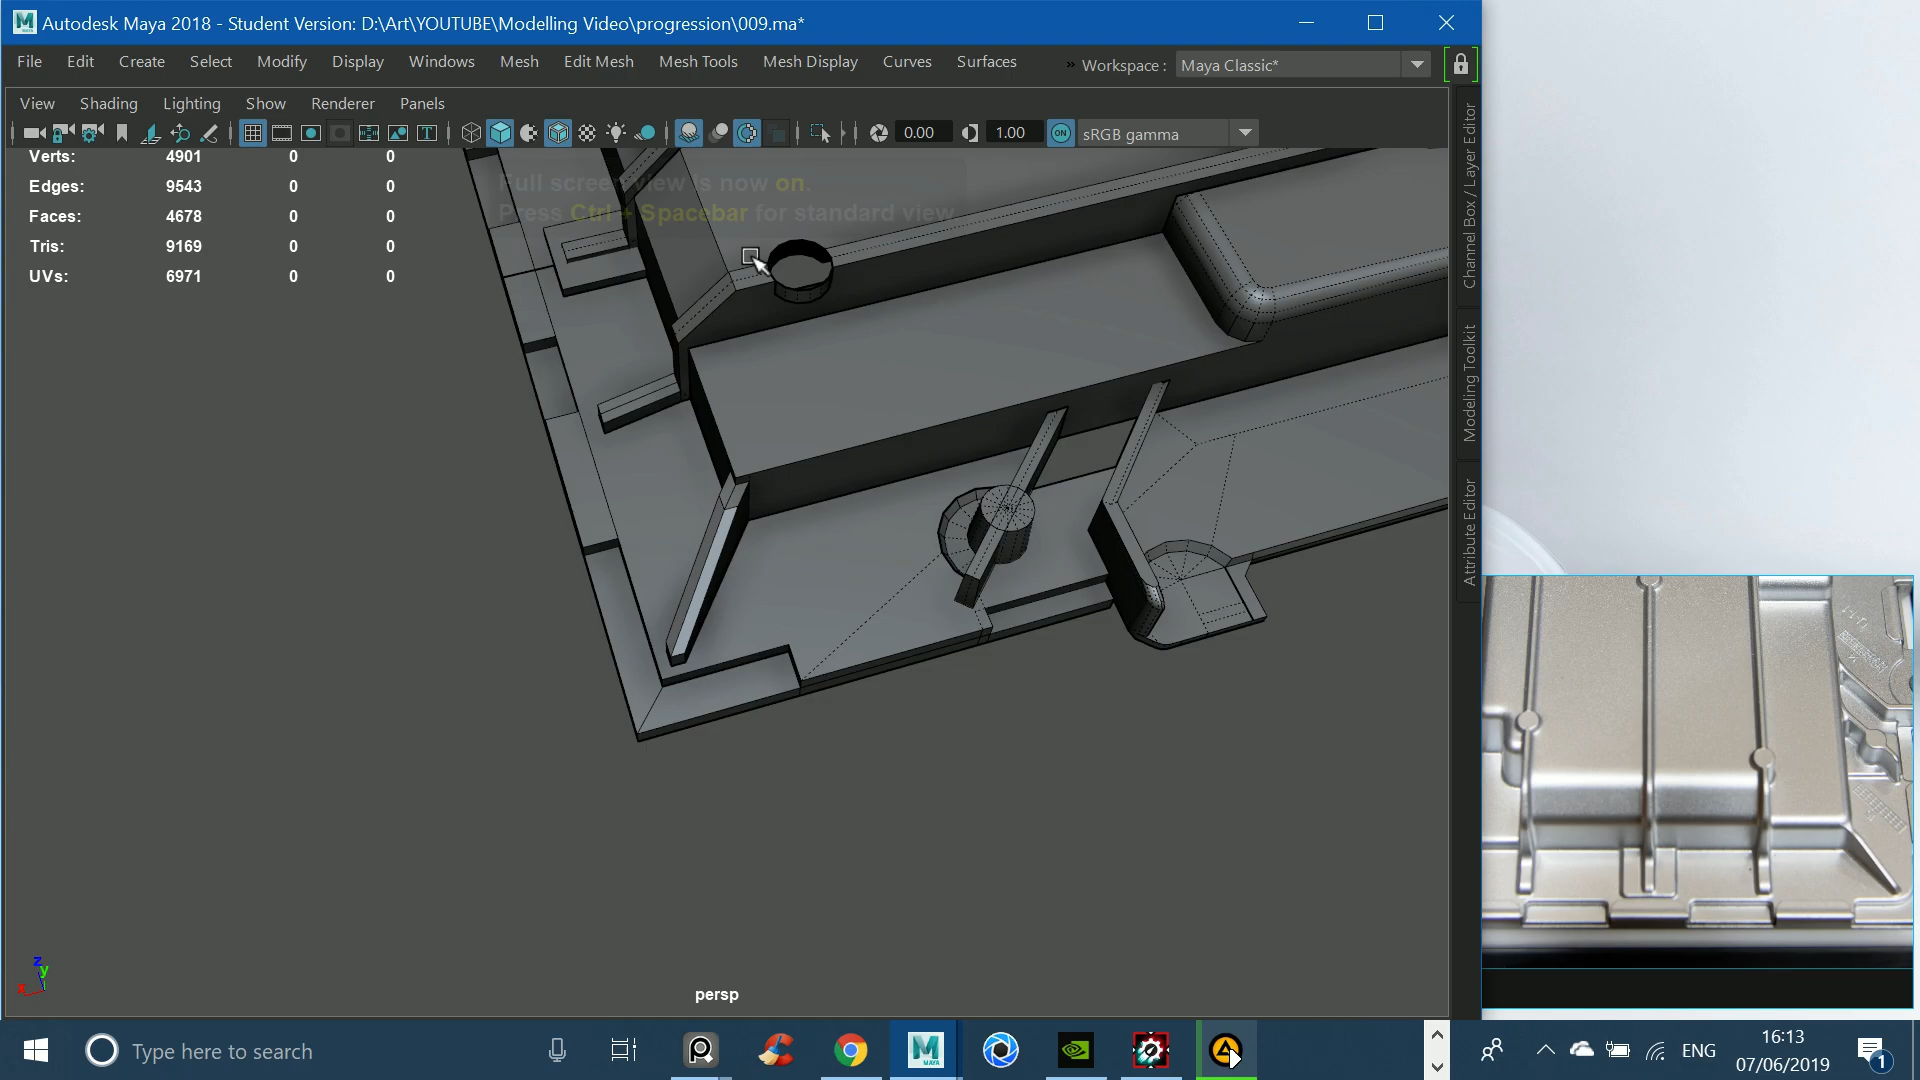 Autodesk Maya 2018 - Student Version: D:\Art\YOUTUBE\Modelling Video\progression\009.ma*
File Edit Create Select Modify Display Windows Mesh Edit Mesh Mesh Tools Mesh Display Curves Surfaces » Workspace : Maya Classic*
View Shading Lighting Show Renderer Panels
T 0.00 1.00 ON sRGB gamma
Verts: 4901 0 0
Edges: 9543 0 0
Faces: 4678 0 0
Tris: 9169 0 0
UVs: 6971 0 0
Full screen view is now on.
Press Ctrl + Spacebar for standard view
Channel Box / Layer Editor
Modeling Toolkit
Attribute Editor
z
y
x
persp
Type here to search
M
MAYA
ENG
16:13
07/06/2019
1